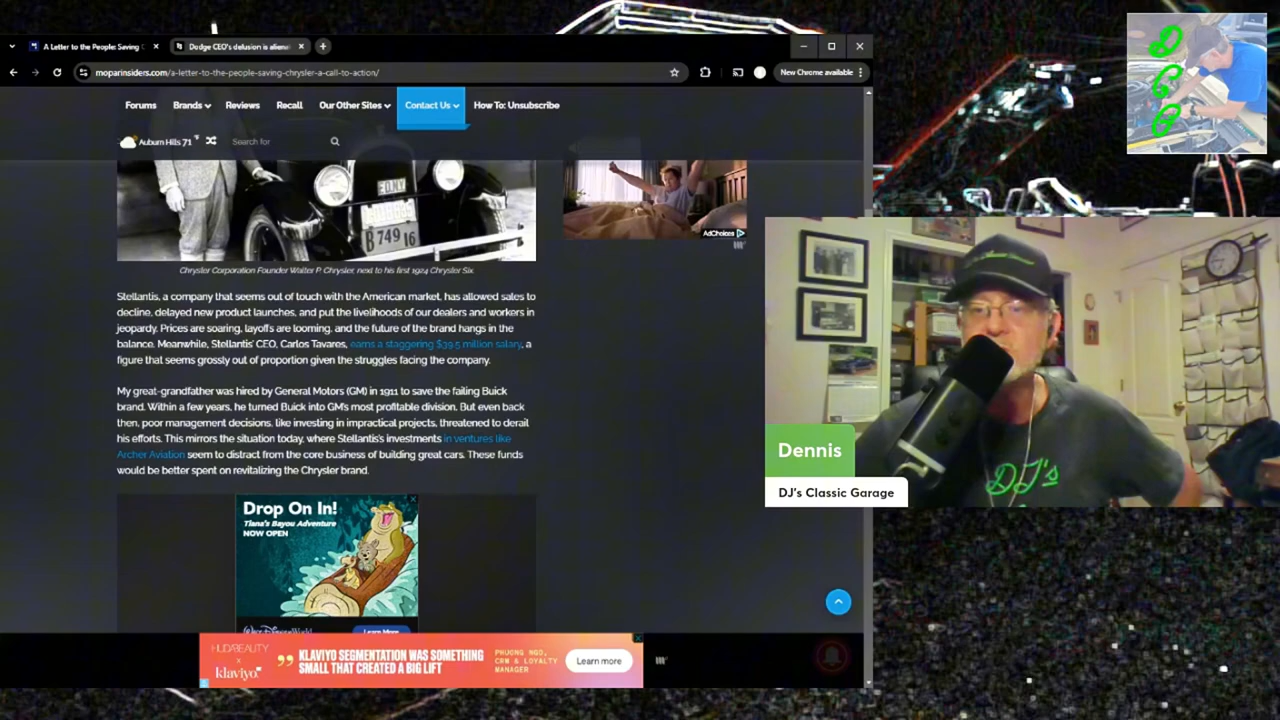 A Letter to the People: Saving C
Dodge CEO's delusion is aliena
moparinsiders.com/a-letter-to-the-people-saving-chrysler-a-call-to-action/
New Chrome available
Forums Brands Reviews Recall Our Other Sites Contact Us How To: Unsubscribe
Auburn Hills 71 °F Search for
B 749 16
AdChoices
Chrysler Corporation Founder Walter P. Chrysler, next to his first 1924 Chrysler Six.
Stellantis, a company that seems out of touch with the American market, has allowed sales to
decline, delayed new product launches, and put the livelihoods of our dealers and workers in
jeopardy. Prices are soaring, layoffs are looming, and the future of the brand hangs in the
balance. Meanwhile, Stellantis' CEO, Carlos Tavares, earns a staggering $39.5 million salary, a
figure that seems grossly out of proportion given the struggles facing the company.
My great-grandfather was hired by General Motors (GM) in 1911 to save the failing Buick
brand. Within a few years, he turned Buick into GM's most profitable division. But even back
then, poor management decisions, like investing in impractical projects, threatened to derail
his efforts. This mirrors the situation today, where Stellantis's investments in ventures like
Archer Aviation seem to distract from the core business of building great cars. These funds
would be better spent on revitalizing the Chrysler brand.
Drop On In!
Tiana's Bayou Adventure
NOW OPEN
Walt Disney World
Learn More
HUDABEAUTY
x
klaviyo
KLAVIYO SEGMENTATION WAS SOMETHING
SMALL THAT CREATED A BIG LIFT
PHUONG NGO,
CRM & LOYALTY
MANAGER
Learn more
DCG
DJ's
Dennis
DJ's Classic Garage